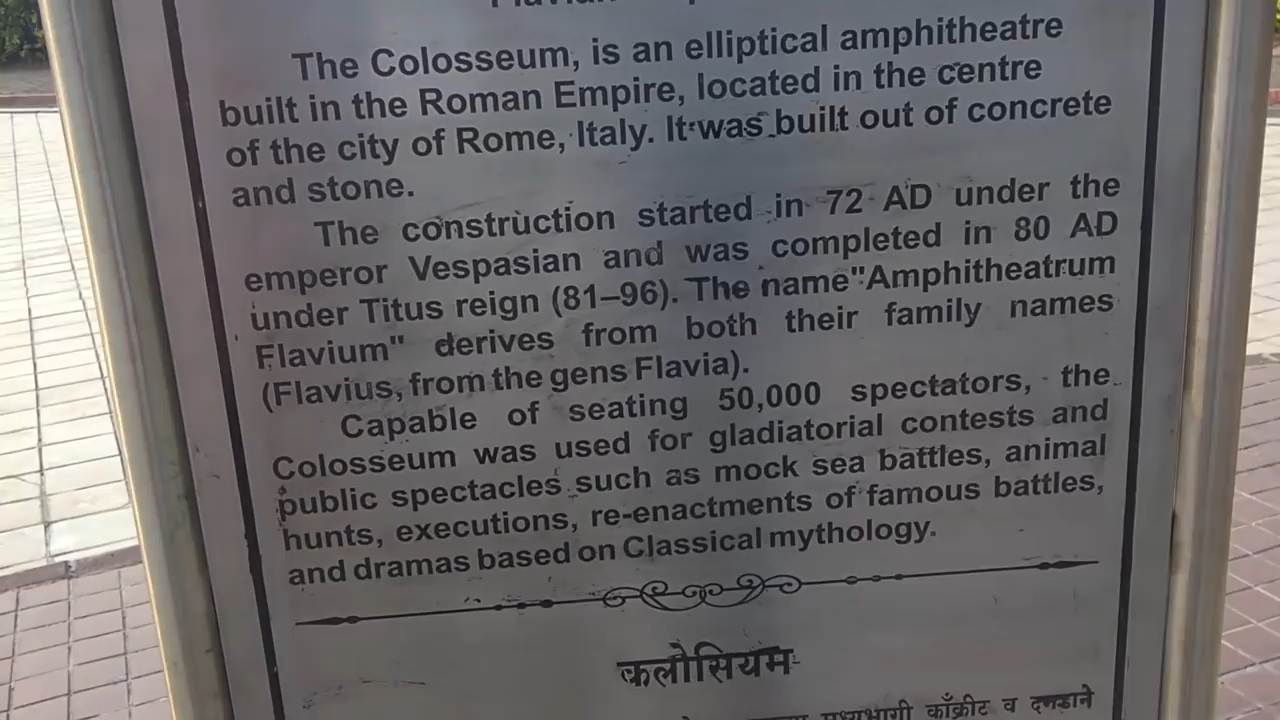 The Colosseum, is an elliptical amphitheatre
built in the Roman Empire, located in the centre
of the city of Rome, Italy. It was built out of concrete
and stone.
The construction started in 72 AD under the
emperor Vespasian and was completed in 80 AD
under Titus reign (81–96). The name "Amphitheatrum
Flavium" derives from both their family names
(Flavius, from the gens Flavia).
Capable of seating 50,000 spectators, the
Colosseum was used for gladiatorial contests and
public spectacles such as mock sea battles, animal
hunts, executions, re-enactments of famous battles,
and dramas based on Classical mythology.
कलोसियम
मध्यभागी काँक्रीट व दगडाने